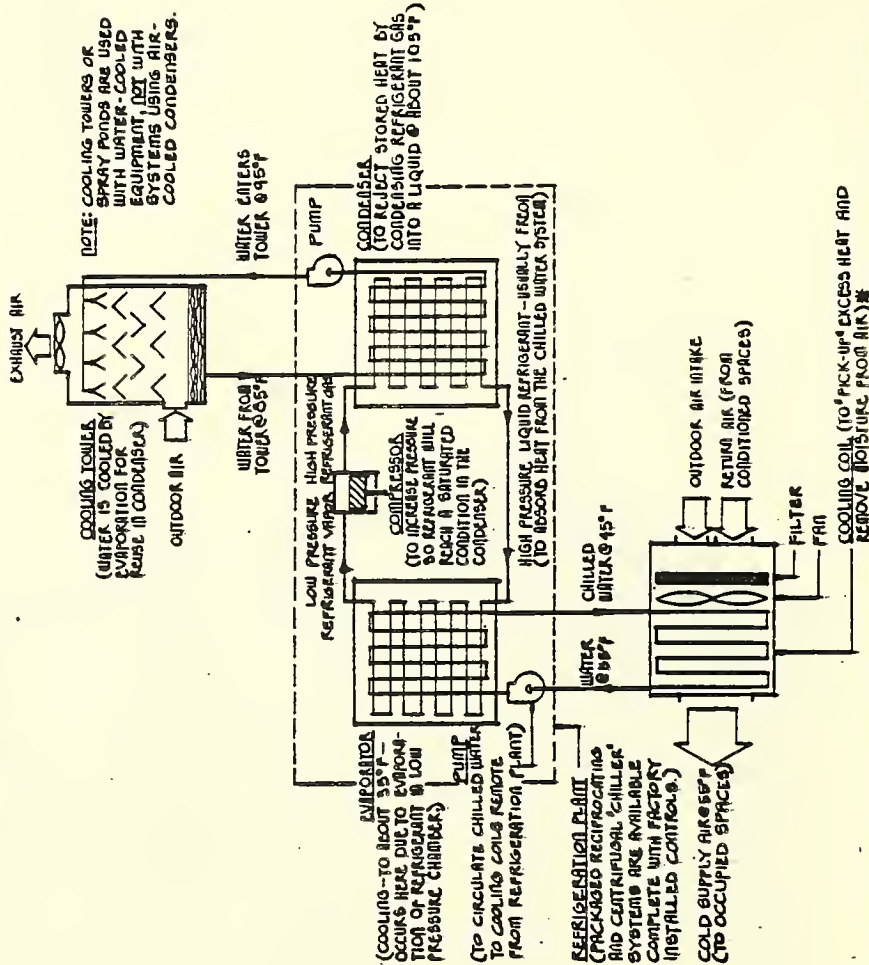 EXHAUST AIR
COOLING TOWER
(WATER IS COOLED BY
EVAPORATION FOR
REUSE IN CONDENSER)
OUTDOOR AIR
NOTE: COOLING TOWERS OR
SPRAY PONDS ARE USED
WITH WATER-COOLED
EQUIPMENT, NOT WITH
SYSTEMS USING AIR-
COOLED CONDENSERS.
WATER FROM
TOWER @85°F
WATER ENTERS
TOWER @95°F
PUMP
LOW PRESSURE
REFRIGERANT VAPOR
HIGH PRESSURE
REFRIGERANT GAS
CONDENSER
(TO REJECT STORED HEAT BY
CONDENSING REFRIGERANT GAS
INTO A LIQUID @ ABOUT 105°F)
COMPRESSOR
(TO INCREASE PRESSURE
SO REFRIGERANT WILL
REACH A SATURATED
CONDITION IN THE
CONDENSER)
HIGH PRESSURE LIQUID REFRIGERANT-USUALLY FREON
(TO ABSORB HEAT FROM THE CHILLED WATER SYSTEM)
EVAPORATOR
(COOLING-TO ABOUT 35°F—
OCCURS HERE DUE TO EVAPORA-
TION OF REFRIGERANT IN LOW
PRESSURE CHAMBER)
PUMP
(TO CIRCULATE CHILLED WATER
TO COOLING COILS REMOTE
FROM REFRIGERATION PLANT)
REFRIGERATION PLANT
(PACKAGED RECIPROCATING
AND CENTRIFUGAL "CHILLER"
SYSTEMS ARE AVAILABLE
COMPLETE WITH FACTORY
INSTALLED CONTROLS.)
WATER
@55°F
CHILLED
WATER @45°F
OUTDOOR AIR INTAKE
RETURN AIR (FROM
CONDITIONED SPACES)
COLD SUPPLY AIR @55°F
(TO OCCUPIED SPACES)
FILTER
FAN
COOLING COIL (TO "PICK-UP" EXCESS HEAT AND
REMOVE MOISTURE FROM AIR)*